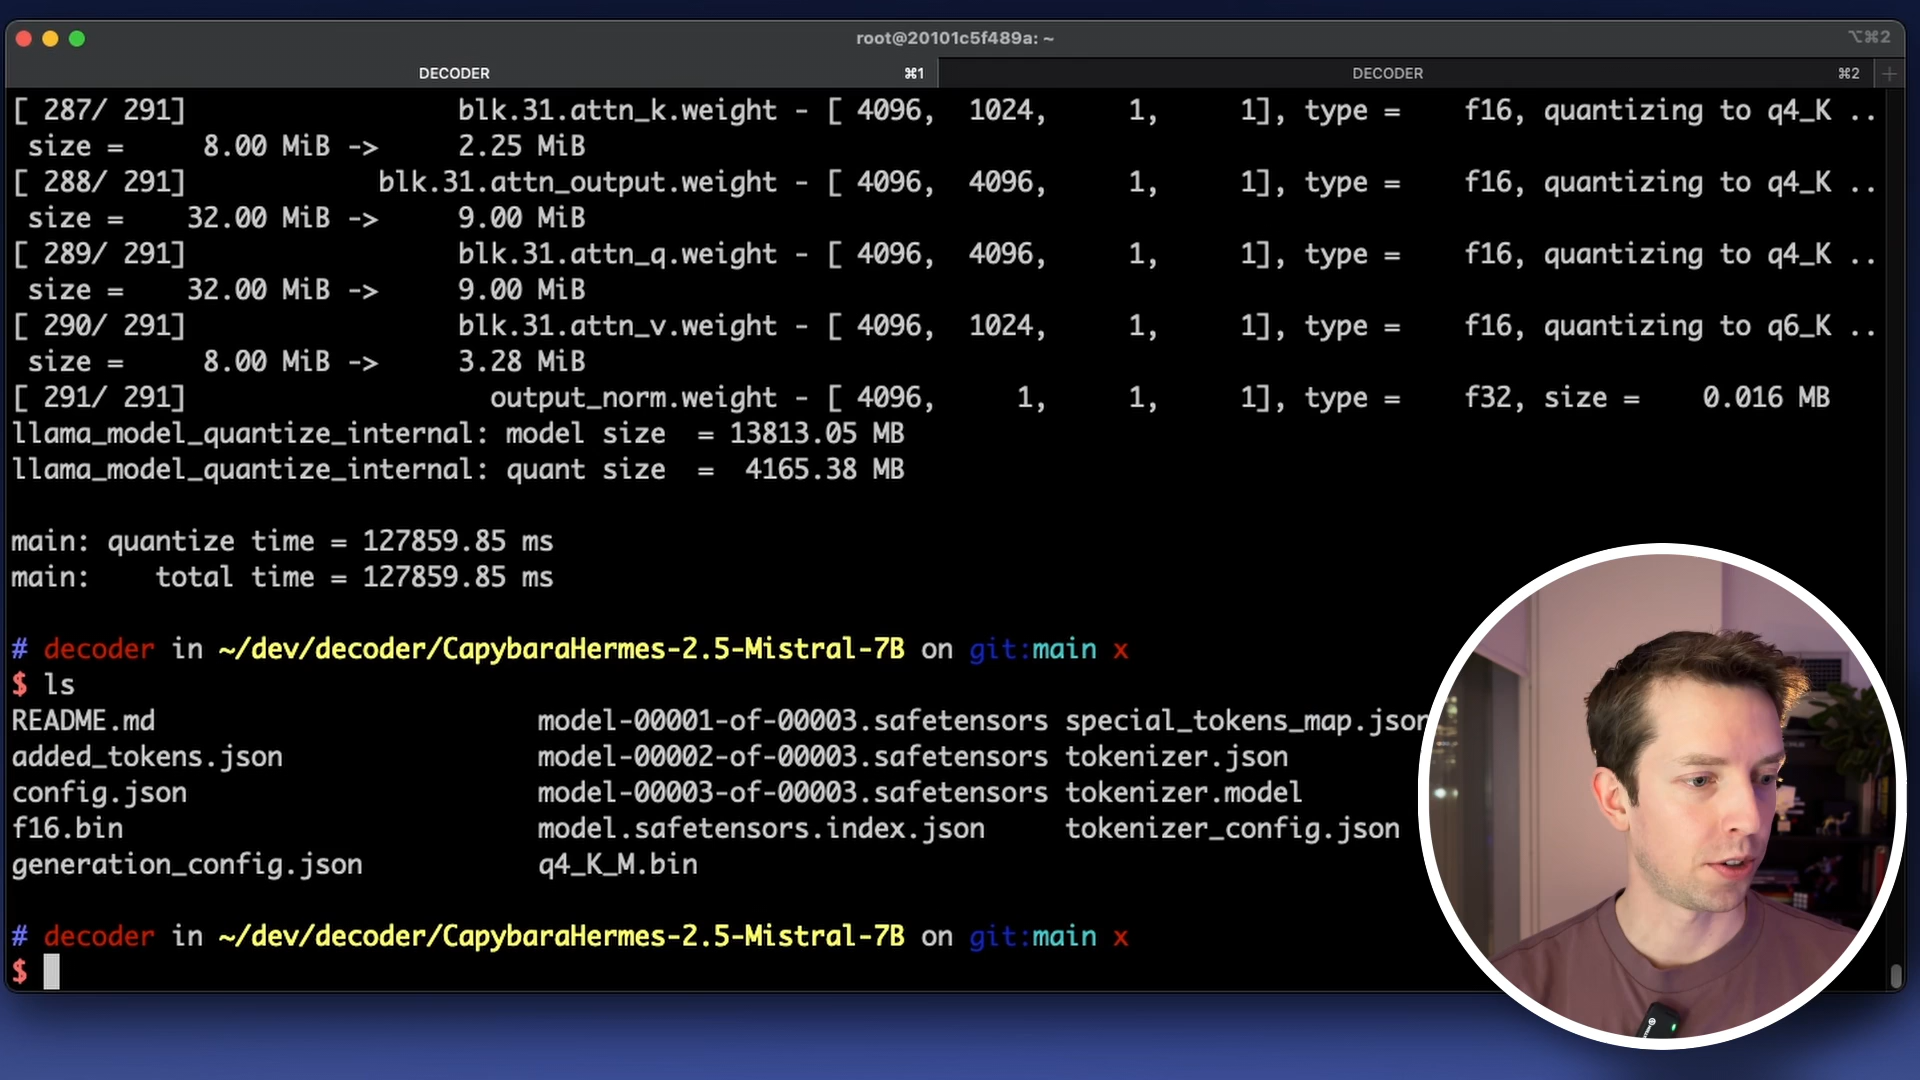 root@20101c5f489a: ~
⌥⌘2
DECODER ⌘1 DECODER ⌘2 +
[ 287/ 291] blk.31.attn_k.weight - [ 4096, 1024, 1, 1], type = f16, quantizing to q4_K ..
size = 8.00 MiB -> 2.25 MiB
[ 288/ 291] blk.31.attn_output.weight - [ 4096, 4096, 1, 1], type = f16, quantizing to q4_K ..
size = 32.00 MiB -> 9.00 MiB
[ 289/ 291] blk.31.attn_q.weight - [ 4096, 4096, 1, 1], type = f16, quantizing to q4_K ..
size = 32.00 MiB -> 9.00 MiB
[ 290/ 291] blk.31.attn_v.weight - [ 4096, 1024, 1, 1], type = f16, quantizing to q6_K ..
size = 8.00 MiB -> 3.28 MiB
[ 291/ 291] output_norm.weight - [ 4096, 1, 1, 1], type = f32, size = 0.016 MB
llama_model_quantize_internal: model size = 13813.05 MB
llama_model_quantize_internal: quant size = 4165.38 MB
main: quantize time = 127859.85 ms
main: total time = 127859.85 ms
# decoder in ~/dev/decoder/CapybaraHermes-2.5-Mistral-7B on git:main x
$ ls
README.md model-00001-of-00003.safetensors special_tokens_map.json
added_tokens.json model-00002-of-00003.safetensors tokenizer.json
config.json model-00003-of-00003.safetensors tokenizer.model
f16.bin model.safetensors.index.json tokenizer_config.json
generation_config.json q4_K_M.bin
# decoder in ~/dev/decoder/CapybaraHermes-2.5-Mistral-7B on git:main x
$